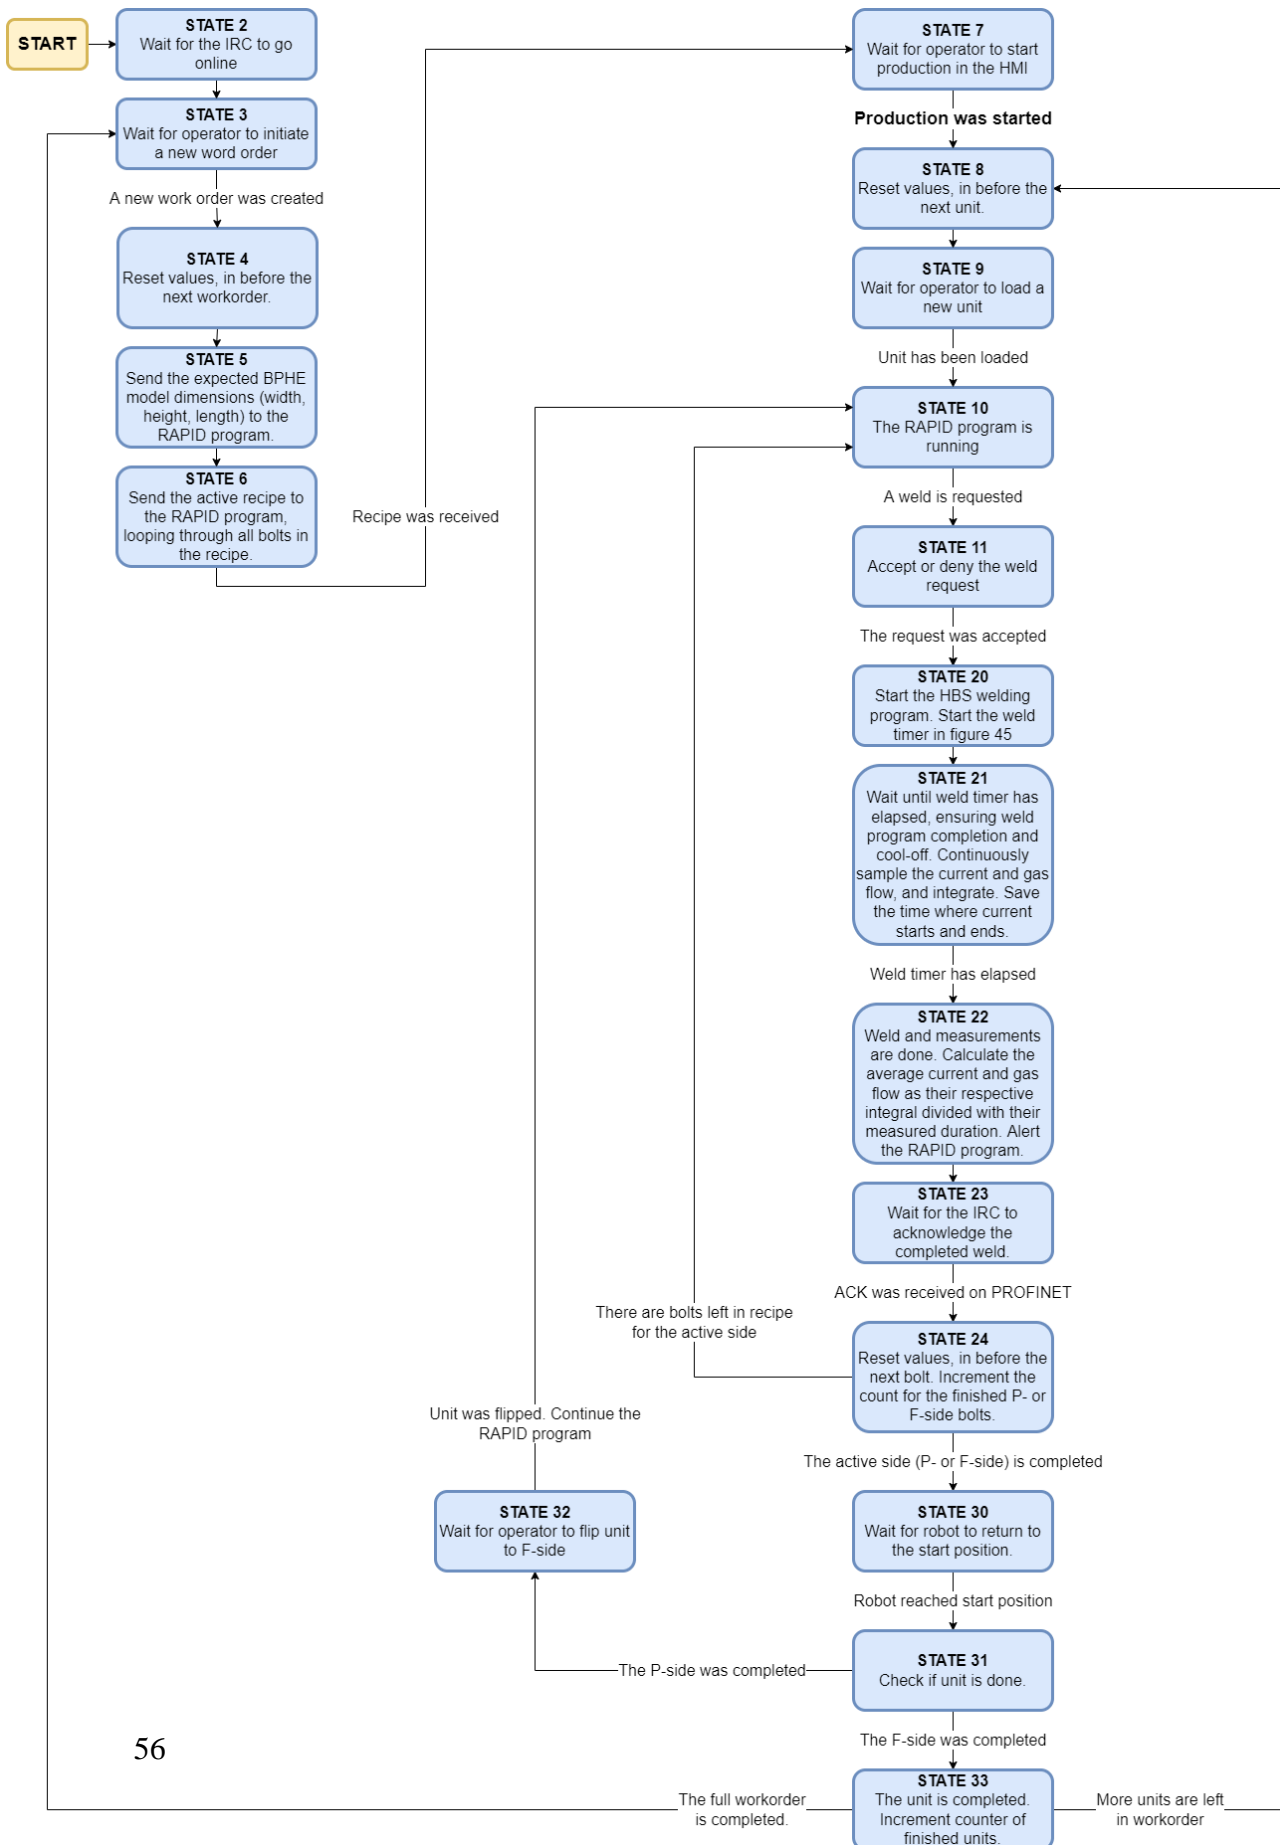 START
STATE 2
Wait for the IRC to go
online
STATE 3
Wait for operator to initiate
a new word order
A new work order was created
STATE 4
Reset values, in before the
next workorder.
STATE 5
Send the expected BPHE
model dimensions (width,
height, length) to the
RAPID program.
STATE 6
Send the active recipe to
the RAPID program,
looping through all bolts in
the recipe.
Recipe was received
STATE 7
Wait for operator to start
production in the HMI
Production was started
STATE 8
Reset values, in before the
next unit.
STATE 9
Wait for operator to load a
new unit
Unit has been loaded
STATE 10
The RAPID program is
running
A weld is requested
STATE 11
Accept or deny the weld
request
The request was accepted
STATE 20
Start the HBS welding
program. Start the weld
timer in figure 45
STATE 21
Wait until weld timer has
elapsed, ensuring weld
program completion and
cool-off. Continuously
sample the current and gas
flow, and integrate. Save
the time where current
starts and ends.
Weld timer has elapsed
STATE 22
Weld and measurements
are done. Calculate the
average current and gas
flow as their respective
integral divided with their
measured duration. Alert
the RAPID program.
STATE 23
Wait for the IRC to
acknowledge the
completed weld.
ACK was received on PROFINET
There are bolts left in recipe
for the active side
STATE 24
Reset values, in before the
next bolt. Increment the
count for the finished P- or
F-side bolts.
Unit was flipped. Continue the
RAPID program
The active side (P- or F-side) is completed
STATE 32
Wait for operator to flip unit
to F-side
STATE 30
Wait for robot to return to
the start position.
Robot reached start position
STATE 31
Check if unit is done.
The P-side was completed
The F-side was completed
56
STATE 33
The unit is completed.
Increment counter of
finished units.
The full workorder
is completed.
More units are left
in workorder